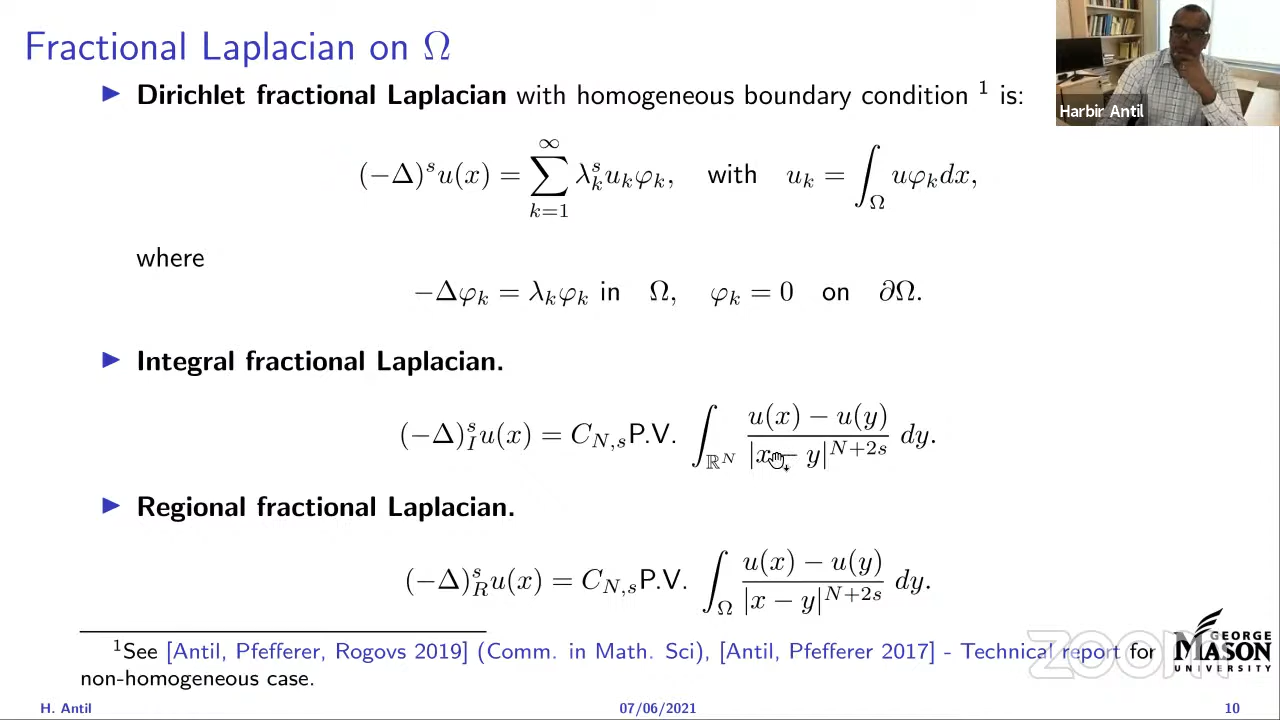 Fractional Laplacian on Ω
Harbir Antil
▶ Dirichlet fractional Laplacian with homogeneous boundary condition ¹ is:
(−Δ)ˢu(x) = ∑_{k=1}^{∞} λ_k^s u_k φ_k, with u_k = ∫_Ω uφ_k dx,
where
−Δφ_k = λ_kφ_k in Ω, φ_k = 0 on ∂Ω.
▶ Integral fractional Laplacian.
(−Δ)_I^s u(x) = C_{N,s}P.V. ∫_{ℝ^N} (u(x) − u(y)) / |x − y|^{N+2s} dy.
▶ Regional fractional Laplacian.
(−Δ)_R^s u(x) = C_{N,s}P.V. ∫_Ω (u(x) − u(y)) / |x − y|^{N+2s} dy.
¹See [Antil, Pfefferer, Rogovs 2019] (Comm. in Math. Sci), [Antil, Pfefferer 2017] - Technical report for
non-homogeneous case.
zoom
GEORGE
MASON
UNIVERSITY
H. Antil 07/06/2021 10